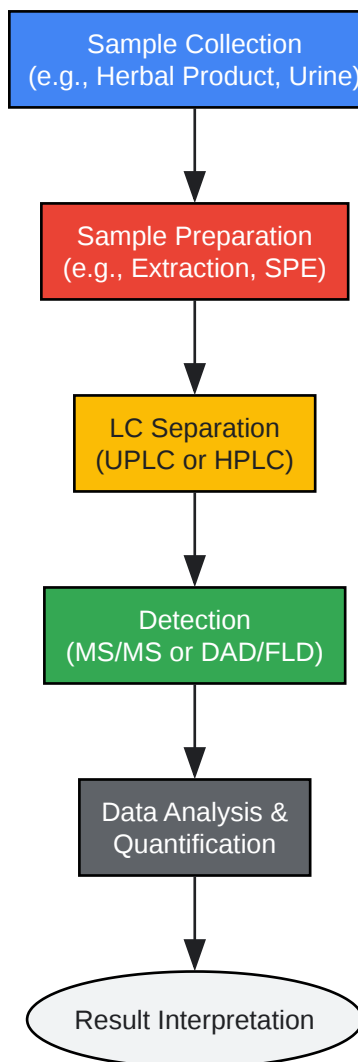 Sample Collection
(e.g., Herbal Product, Urine)
Sample Preparation
(e.g., Extraction, SPE)
LC Separation
(UPLC or HPLC)
Detection
(MS/MS or DAD/FLD)
Data Analysis &
Quantification
Result Interpretation